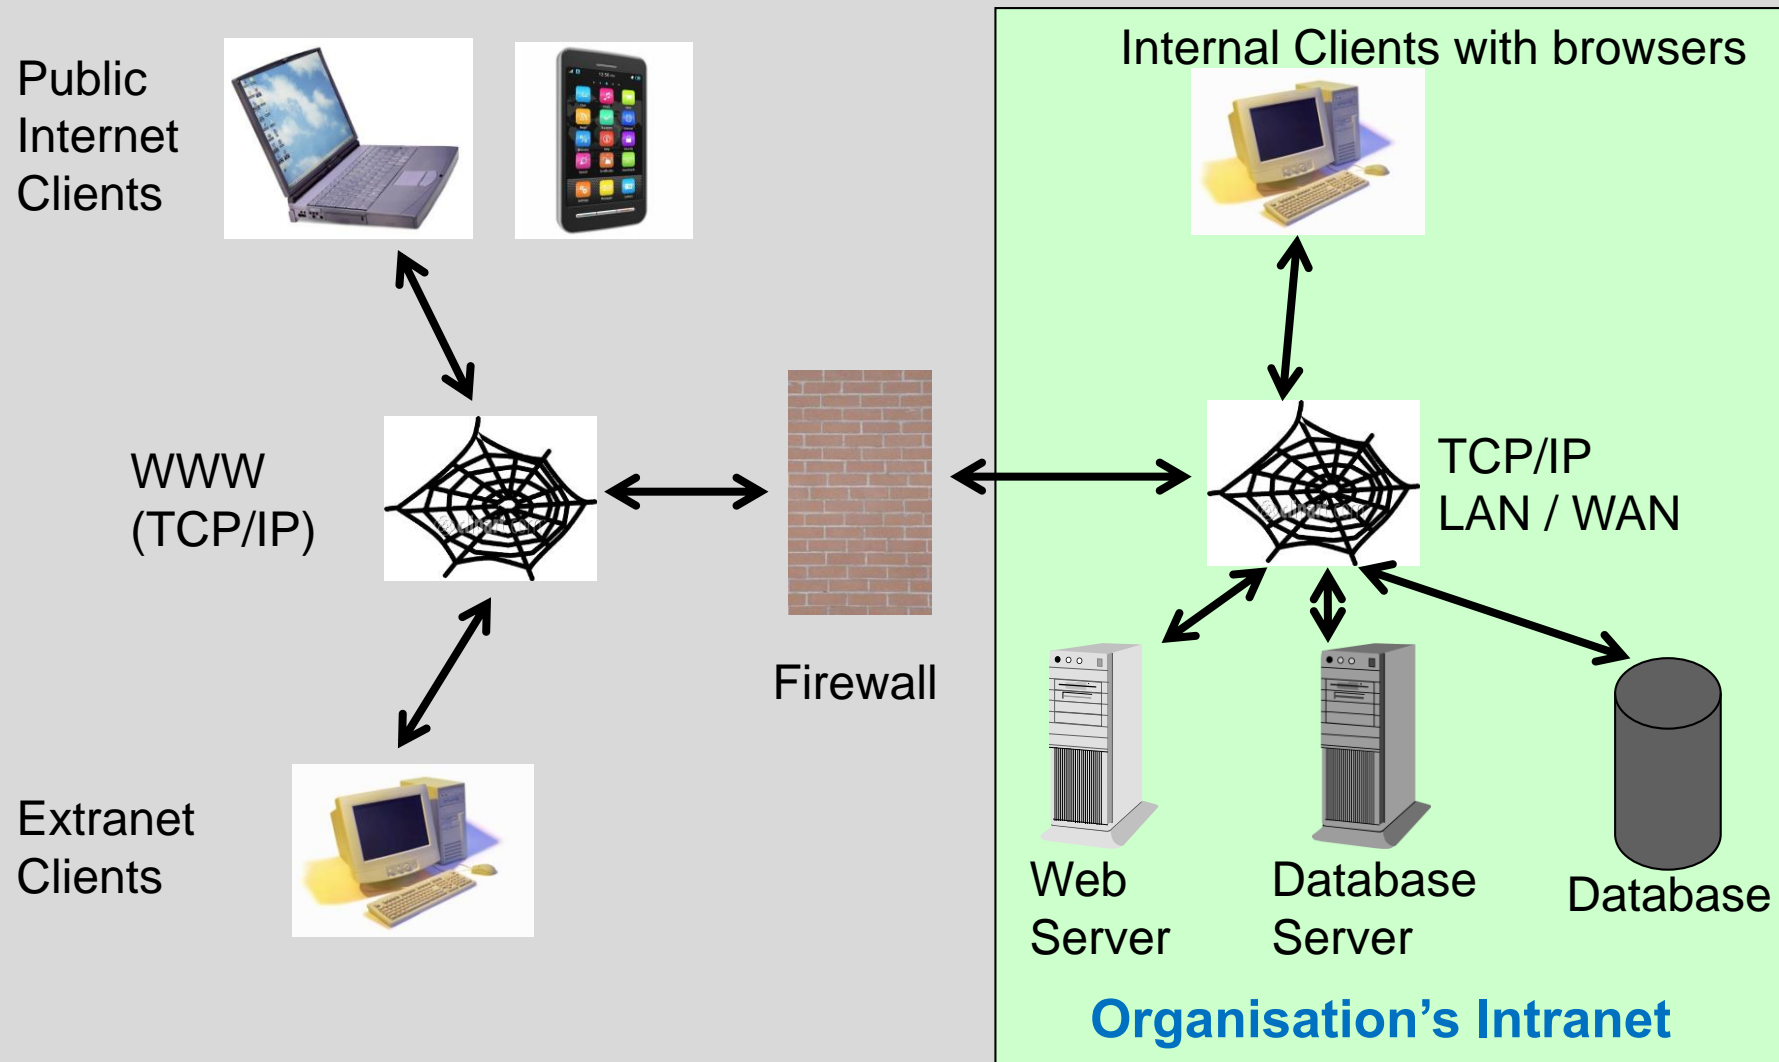 Public
Internet
Clients
Internal Clients with browsers
WWW
(TCP/IP)
TCP/IP
LAN / WAN
Firewall
Extranet
Clients
Web
Server
Database
Server
Database
Organisation’s Intranet